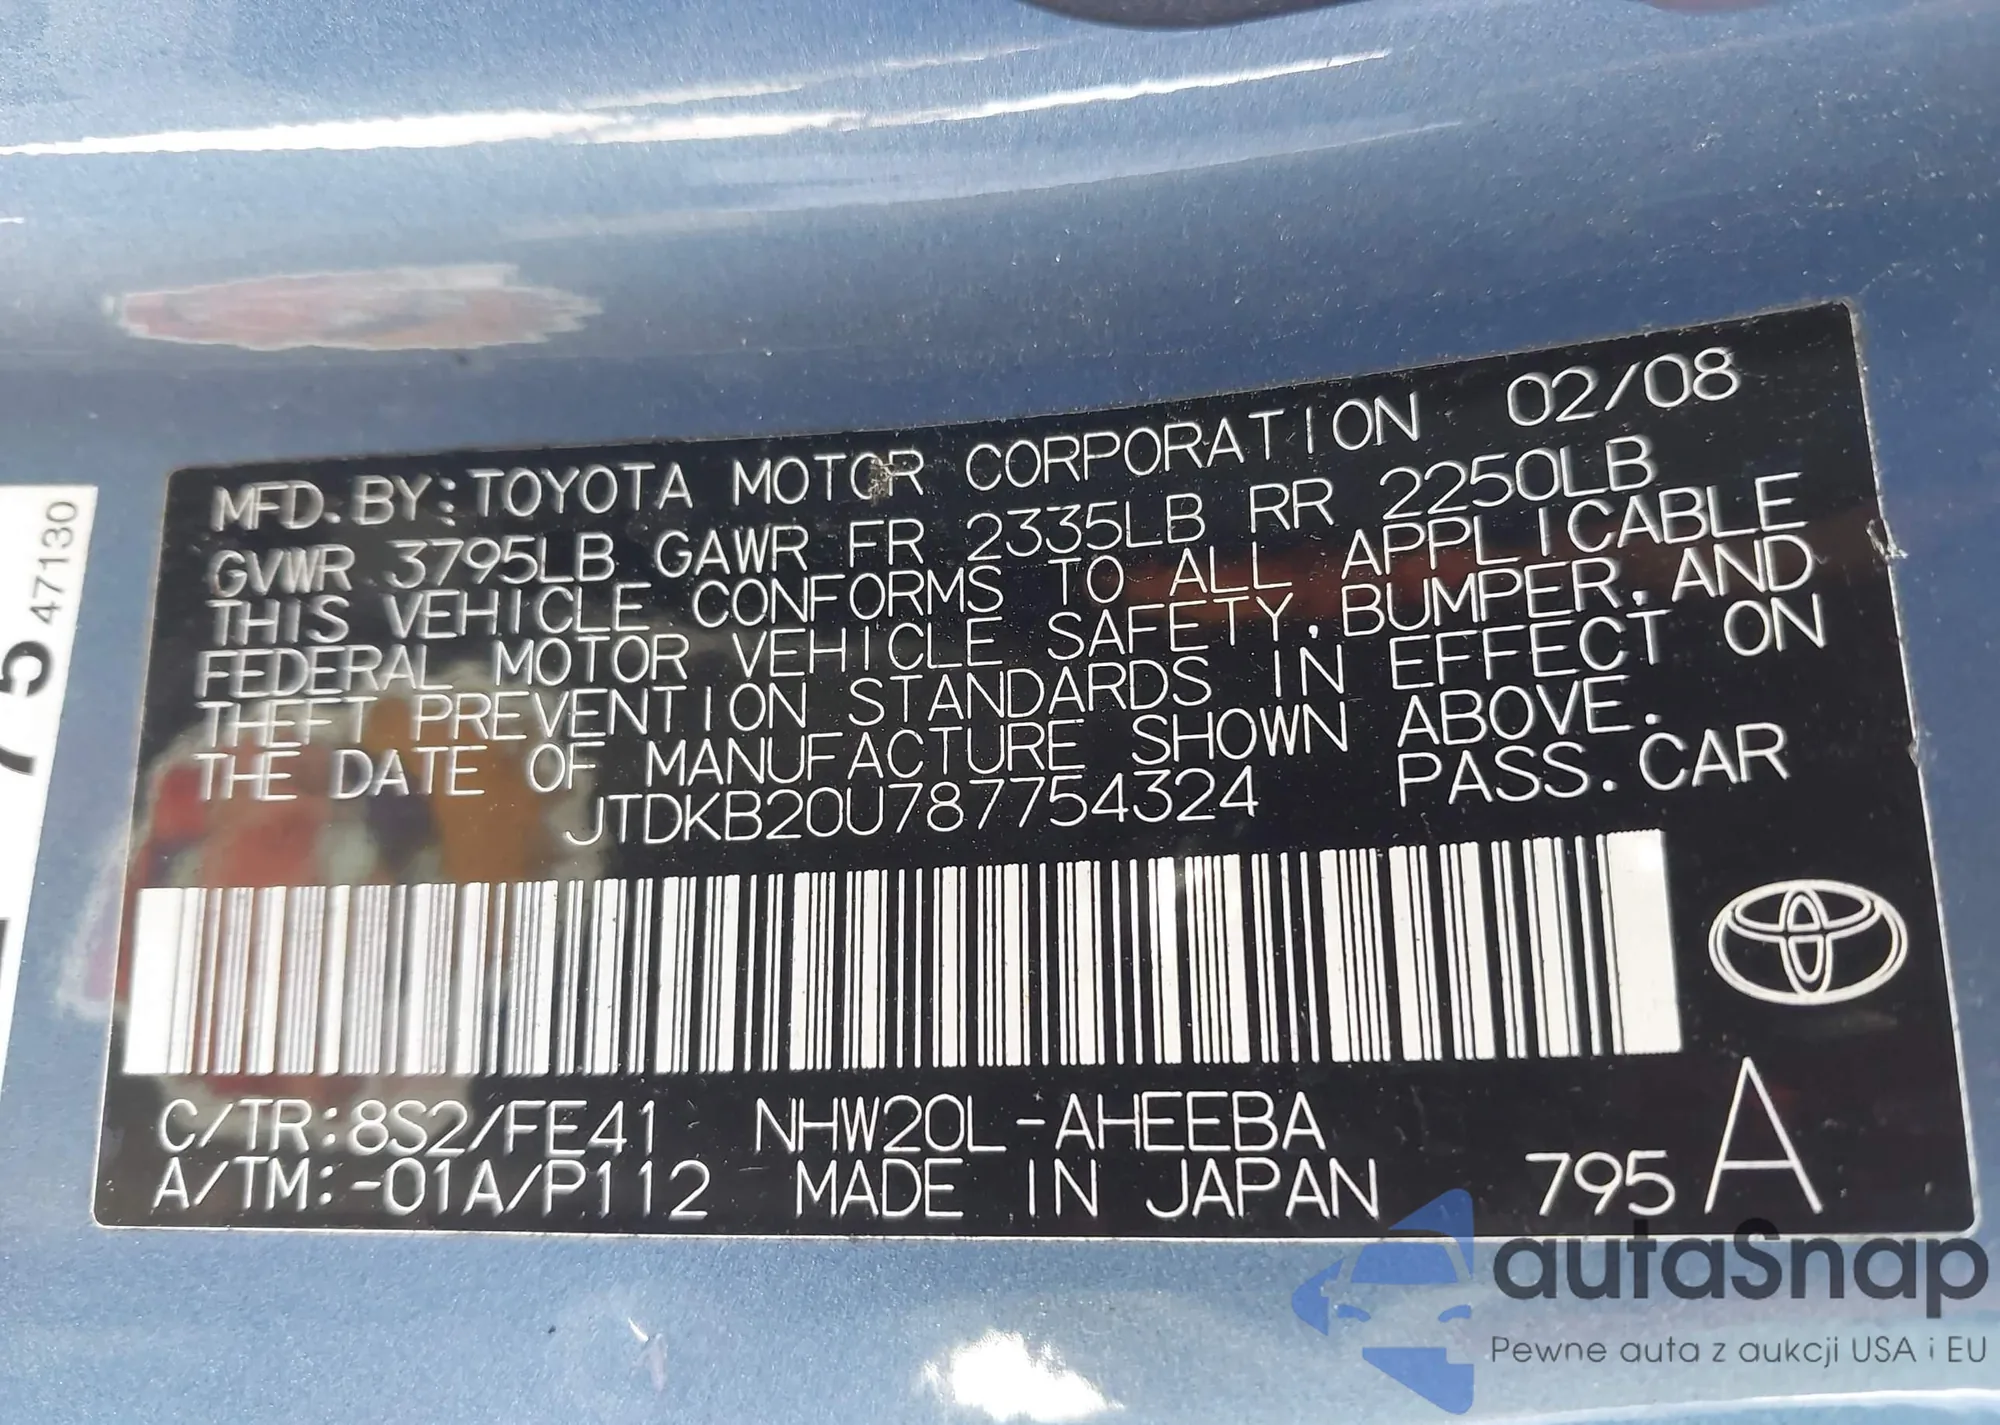 MFD. BY: TOYOTA MOTOR CORPORATION 02/08
GVWR 3795LB GAWR FR 2335LB RR 2250LB
THIS VEHICLE CONFORMS TO ALL APPLICABLE
FEDERAL MOTOR VEHICLE SAFETY, BUMPER, AND
THEFT PREVENTION STANDARDS IN EFFECT ON
THE DATE OF MANUFACTURE SHOWN ABOVE.
JTDKB20U787754324 PASS. CAR
C/TR: 8S2/FE41 NHW20L-AHEEBA
A/TM: -01A/P112 MADE IN JAPAN 795 A
47130
autaSnap
Pewne auta z aukcji USA i EU